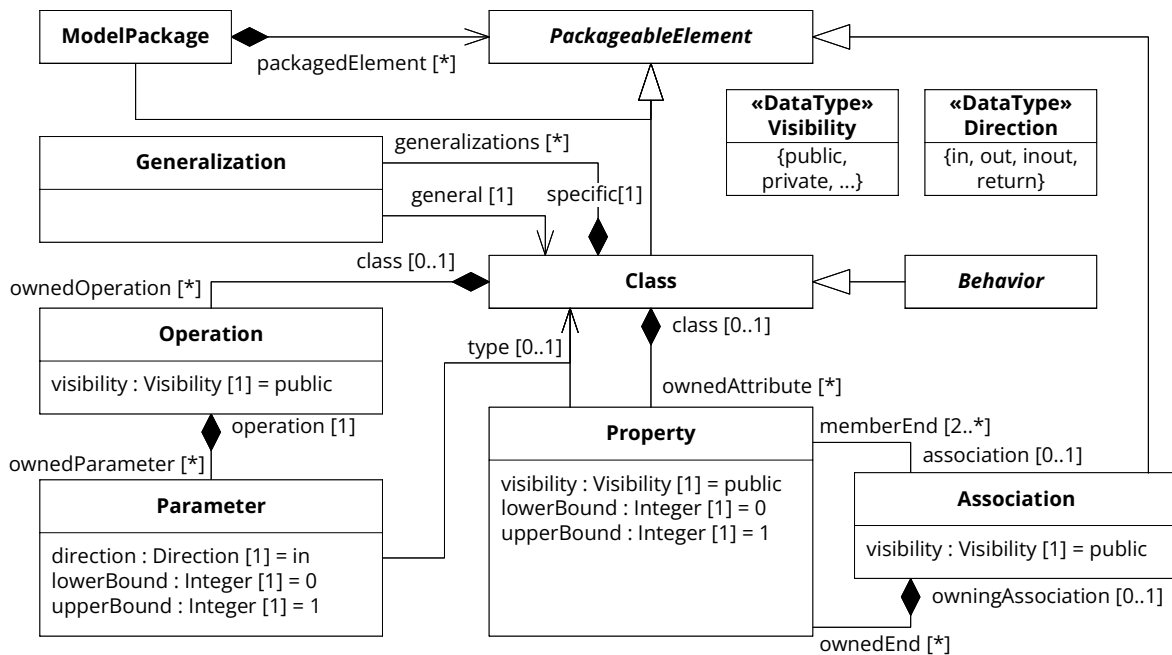 ModelPackage
packagedElement [*]
PackageableElement
«DataType»
Visibility
{public,
private, ...}
«DataType»
Direction
{in, out, inout,
return}
Generalization
generalizations [*]
general [1]
specific[1]
class [0..1]
ownedOperation [*]
Class
Behavior
Operation
visibility : Visibility [1] = public
type [0..1]
class [0..1]
ownedAttribute [*]
operation [1]
ownedParameter [*]
Property
visibility : Visibility [1] = public
lowerBound : Integer [1] = 0
upperBound : Integer [1] = 1
memberEnd [2..*]
association [0..1]
Parameter
direction : Direction [1] = in
lowerBound : Integer [1] = 0
upperBound : Integer [1] = 1
Association
visibility : Visibility [1] = public
owningAssociation [0..1]
ownedEnd [*]